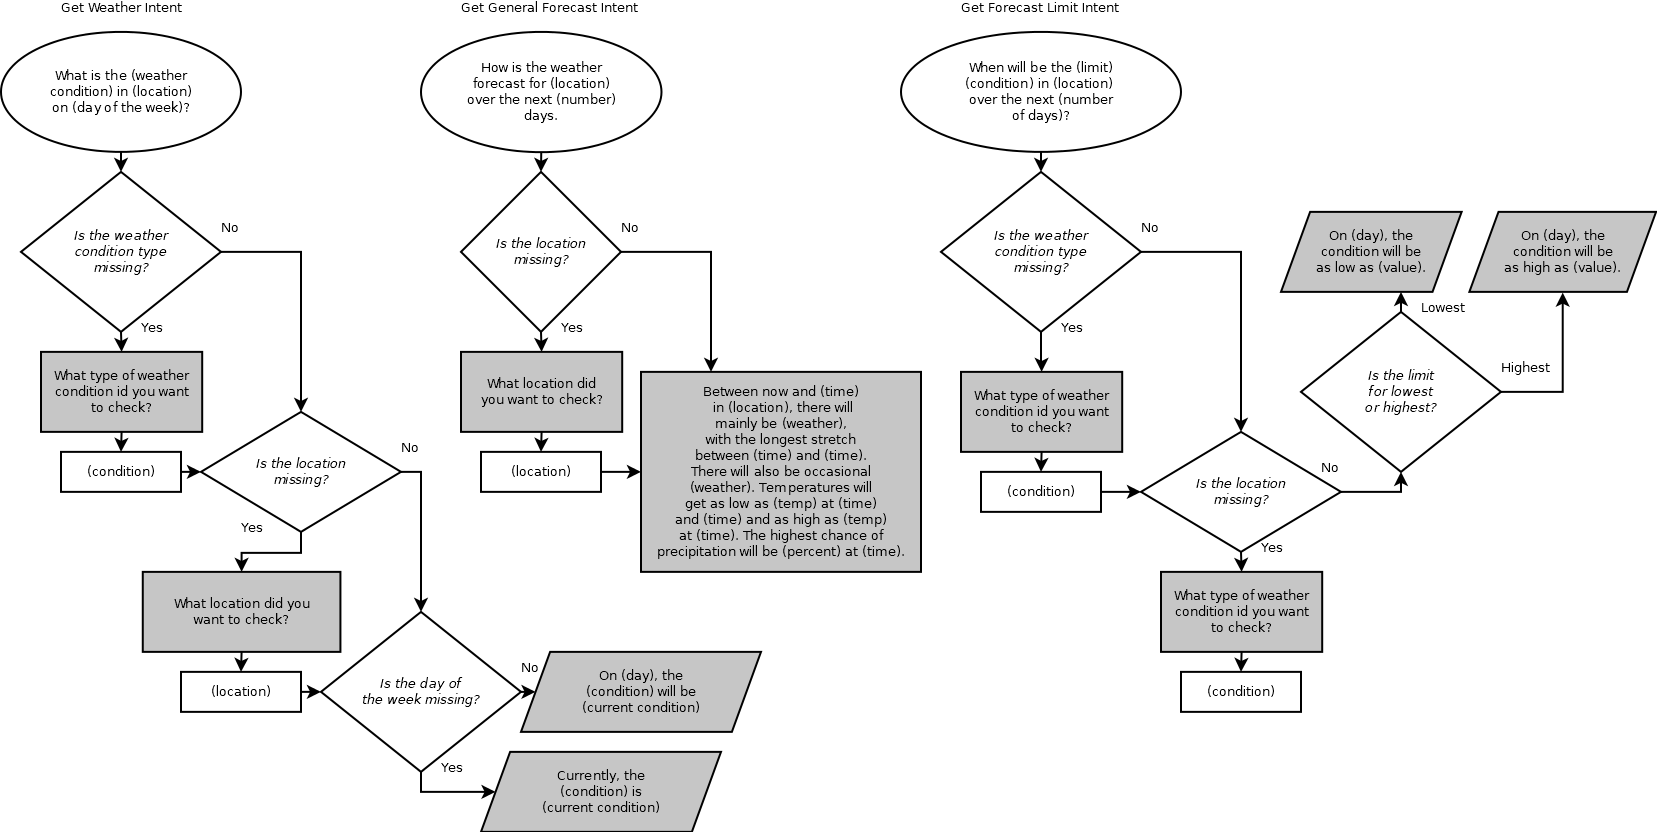 Get Weather Intent
What is the (weather
condition) in (location)
on (day of the week)?
Is the weather
condition type
missing?
No
Yes
What type of weather
condition id you want
to check?
(condition)
Is the location
missing?
No
Yes
What location did you
want to check?
(location)
Is the day of
the week missing?
No
On (day), the
(condition) will be
(current condition)
Yes
Currently, the
(condition) is
(current condition)
Get General Forecast Intent
How is the weather
forecast for (location)
over the next (number)
days.
Is the location
missing?
No
Yes
What location did
you want to check?
(location)
Between now and (time)
in (location), there will
mainly be (weather),
with the longest stretch
between (time) and (time).
There will also be occasional
(weather). Temperatures will
get as low as (temp) at (time)
and (time) and as high as (temp)
at (time). The highest chance of
precipitation will be (percent) at (time).
Get Forecast Limit Intent
When will be the (limit)
(condition) in (location)
over the next (number
of days)?
Is the weather
condition type
missing?
No
Yes
What type of weather
condition id you want
to check?
(condition)
Is the location
missing?
No
Yes
What type of weather
condition id you want
to check?
(condition)
Is the limit
for lowest
or highest?
Lowest
On (day), the
condition will be
as low as (value).
Highest
On (day), the
condition will be
as high as (value).